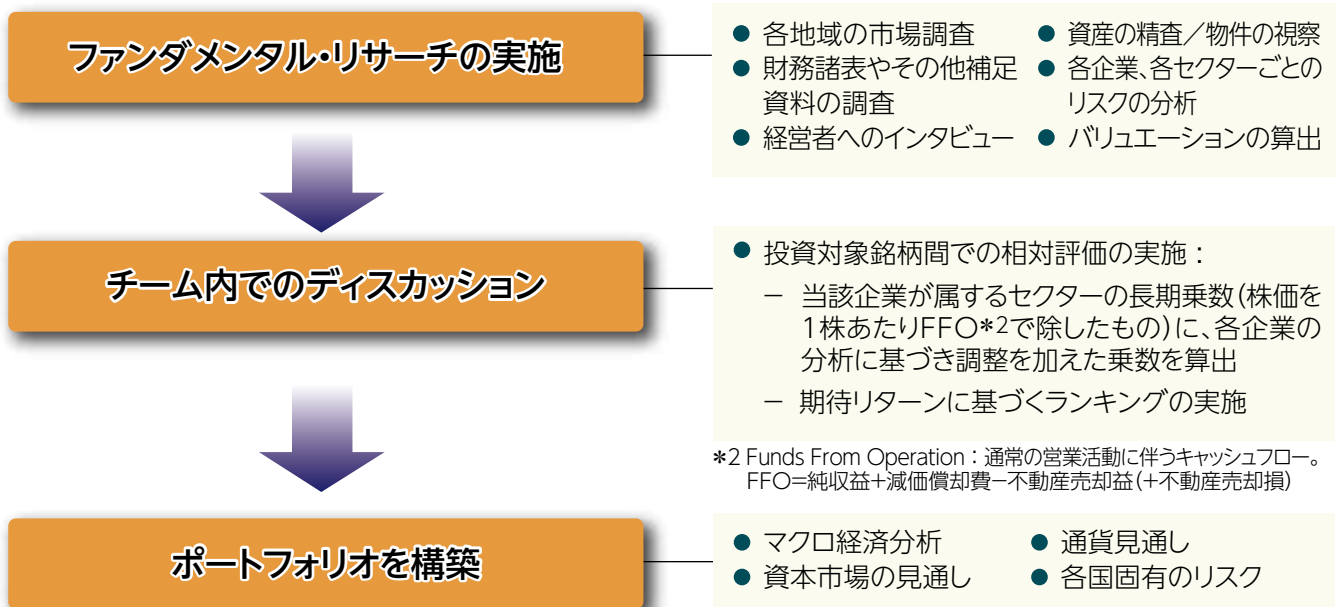 ファンダメンタル・リサーチの実施
● 各地域の市場調査
● 財務諸表やその他補足
資料の調査
● 経営者へのインタビュー
● 資産の精査／物件の視察
● 各企業、各セクターごとの
リスクの分析
● バリュエーションの算出
チーム内でのディスカッション
● 投資対象銘柄間での相対評価の実施：
− 当該企業が属するセクターの長期乗数（株価を
1株あたりFFO*2で除したもの）に、各企業の
分析に基づき調整を加えた乗数を算出
− 期待リターンに基づくランキングの実施
*2 Funds From Operation：通常の営業活動に伴うキャッシュフロー。
FFO=純収益+減価償却費−不動産売却益（+不動産売却損）
ポートフォリオを構築
● マクロ経済分析
● 資本市場の見通し
● 通貨見通し
● 各国固有のリスク